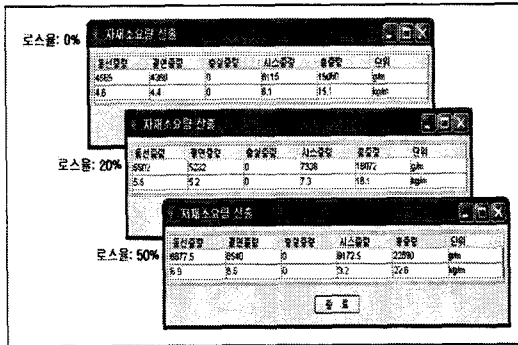 로스율: 0%
자재소요량 산출
동선중량 절연중량 충실중량 시스중량 총중량 단위
4585 4360 0 6115 15060 g/m
4.6 4.4 0 6.1 15.1 kg/m
로스율: 20%
자재소요량 산출
동선중량 절연중량 충실중량 시스중량 총중량 단위
5502 5232 0 7338 18072 g/m
5.5 5.2 0 7.3 18.1 kg/m
로스율: 50%
자재소요량 산출
동선중량 절연중량 충실중량 시스중량 총중량 단위
6877.5 6540 0 9172.5 22590 g/m
6.9 6.5 0 9.2 22.6 kg/m
종 료